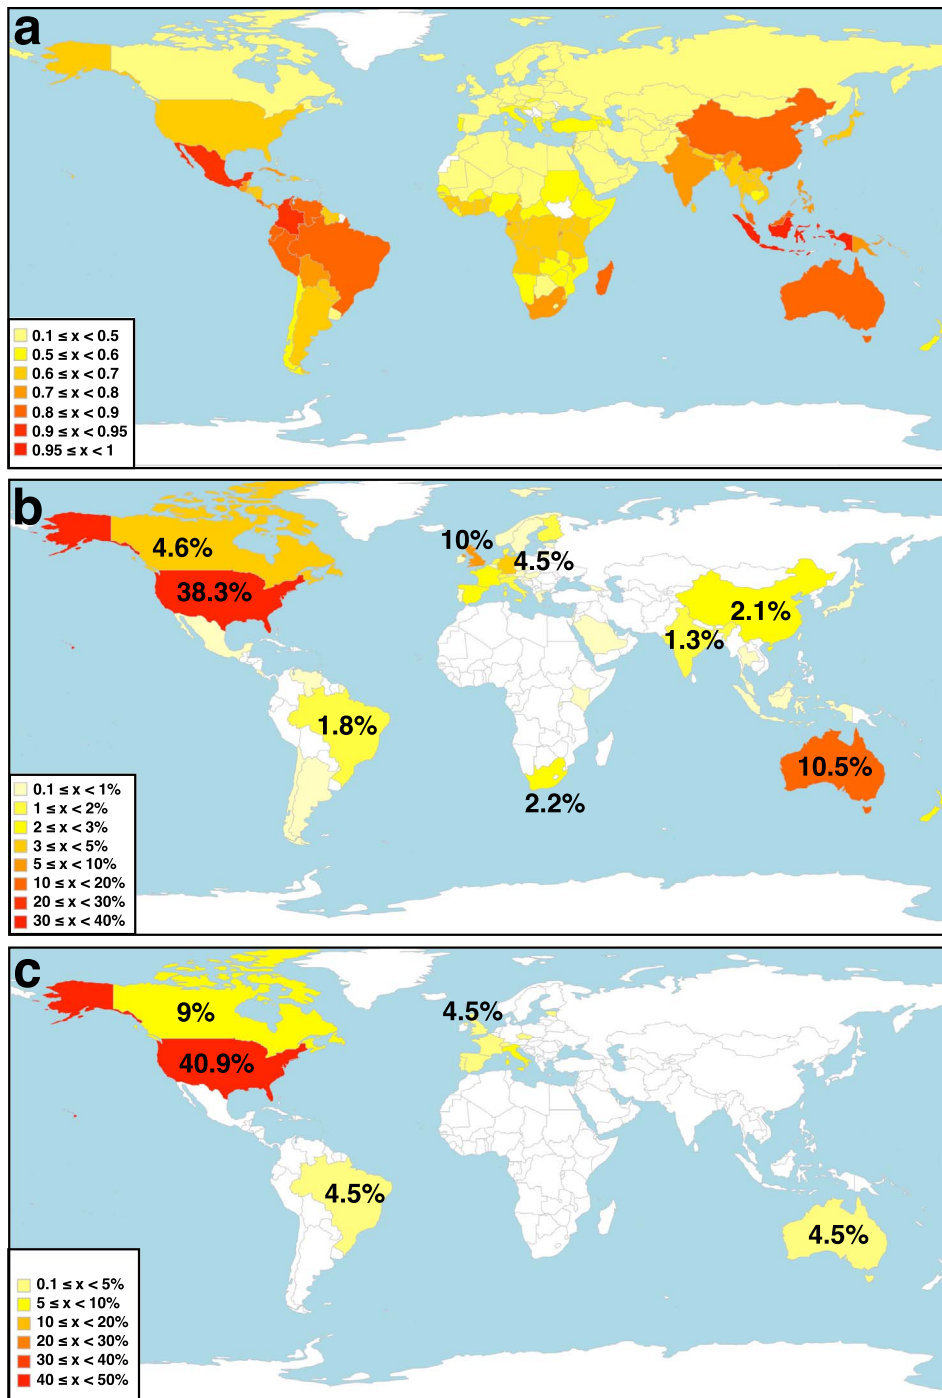 a
0.1 ≤ x < 0.5
0.5 ≤ x < 0.6
0.6 ≤ x < 0.7
0.7 ≤ x < 0.8
0.8 ≤ x < 0.9
0.9 ≤ x < 0.95
0.95 ≤ x < 1
b
10%
4.6%
4.5%
38.3%
2.1%
1.3%
1.8%
10.5%
2.2%
0.1 ≤ x < 1%
1 ≤ x < 2%
2 ≤ x < 3%
3 ≤ x < 5%
5 ≤ x < 10%
10 ≤ x < 20%
20 ≤ x < 30%
30 ≤ x < 40%
c
9%
4.5%
40.9%
4.5%
4.5%
0.1 ≤ x < 5%
5 ≤ x < 10%
10 ≤ x < 20%
20 ≤ x < 30%
30 ≤ x < 40%
40 ≤ x < 50%